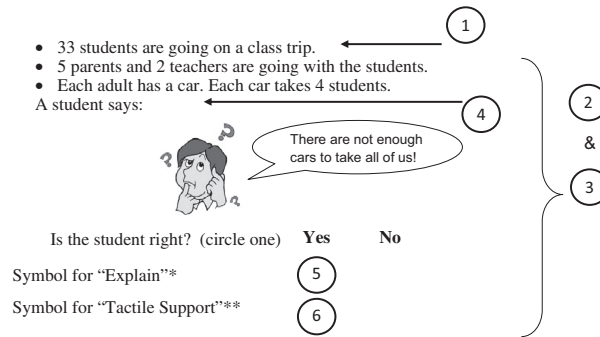 1
• 33 students are going on a class trip.
• 5 parents and 2 teachers are going with the students.
• Each adult has a car. Each car takes 4 students.
A student says:
4
2
&
3
?
?
?
There are not enough
cars to take all of us!
Is the student right? (circle one) Yes No
Symbol for “Explain”*
5
Symbol for “Tactile Support”**
6